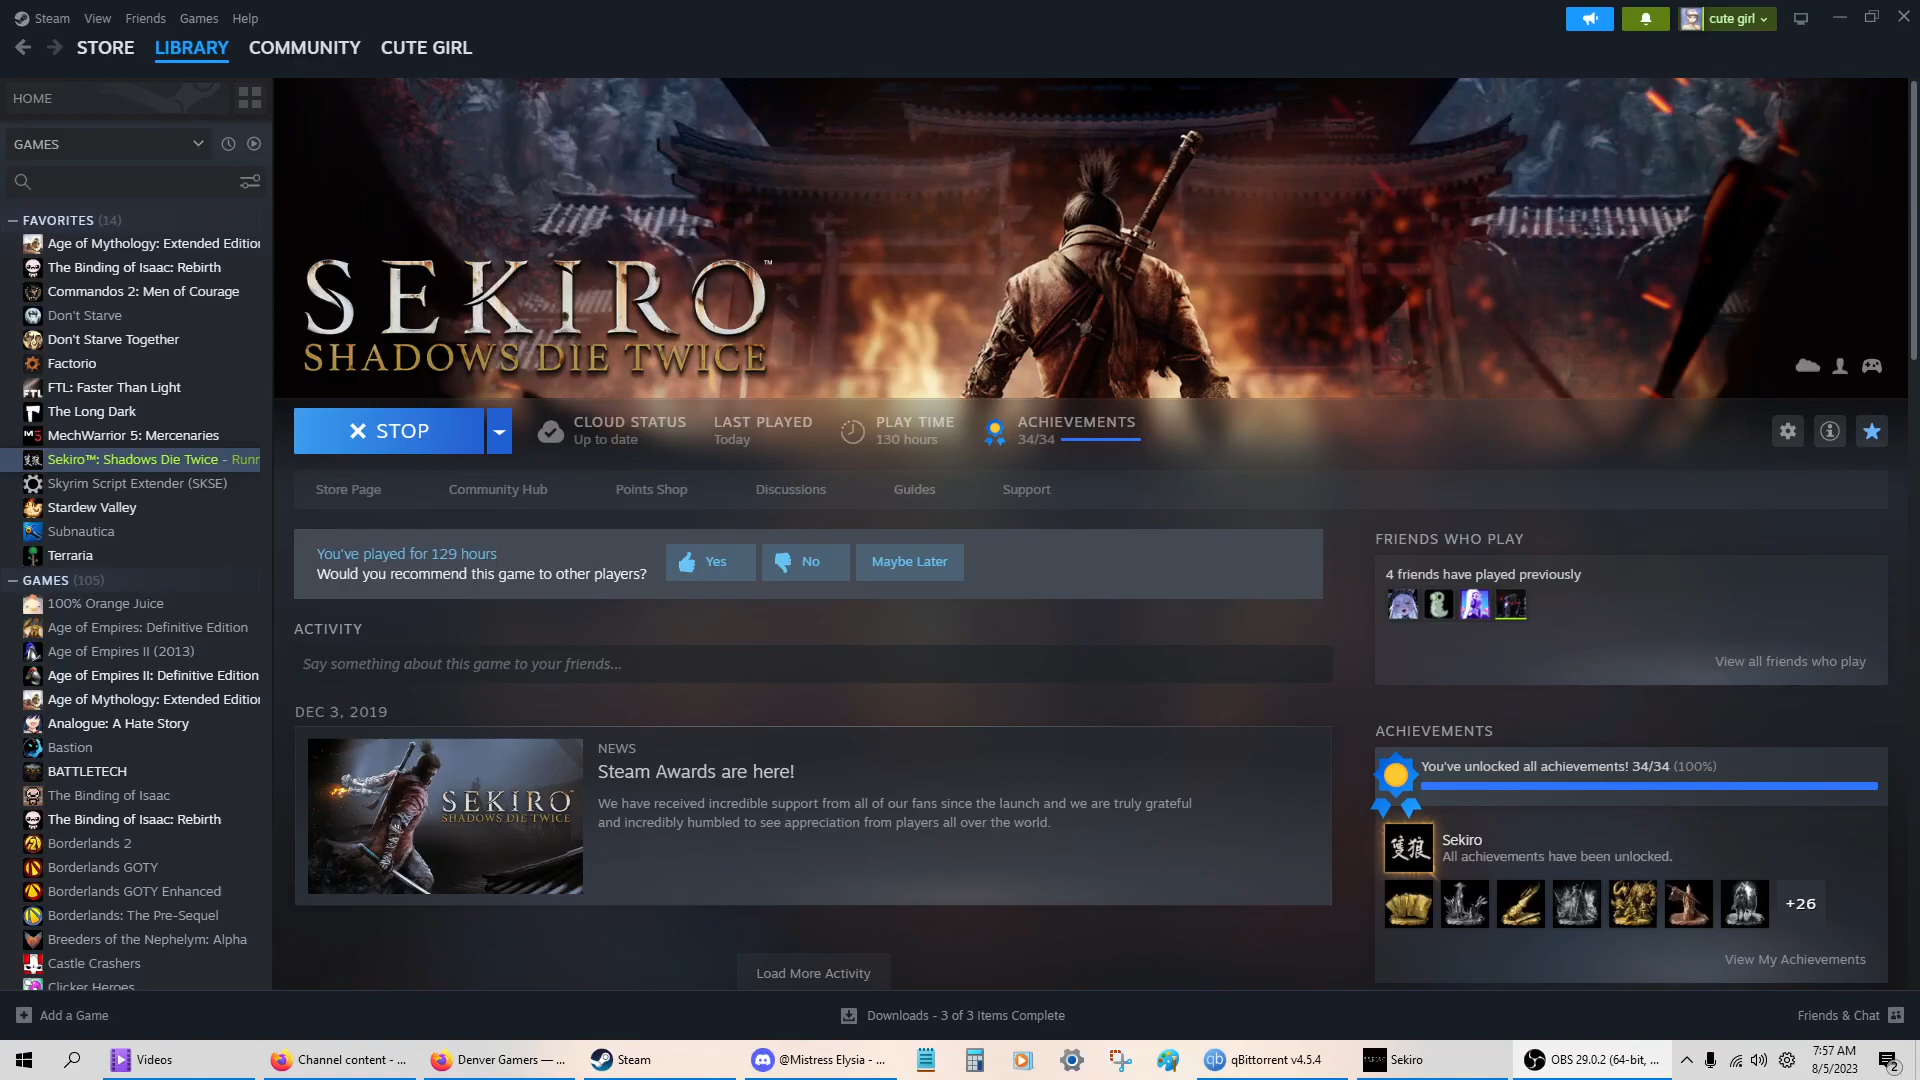 Steam View Friends Games Help
cute girl
STORE LIBRARY COMMUNITY CUTE GIRL
HOME
GAMES
FAVORITES (14)
Age of Mythology: Extended Edition
The Binding of Isaac: Rebirth
Commandos 2: Men of Courage
Don't Starve
Don't Starve Together
Factorio
FTL: Faster Than Light
The Long Dark
MechWarrior 5: Mercenaries
Sekiro™: Shadows Die Twice - Runn
Skyrim Script Extender (SKSE)
Stardew Valley
Subnautica
Terraria
GAMES (105)
100% Orange Juice
Age of Empires: Definitive Edition
Age of Empires II (2013)
Age of Empires II: Definitive Edition
Age of Mythology: Extended Edition
Analogue: A Hate Story
Bastion
BATTLETECH
The Binding of Isaac
The Binding of Isaac: Rebirth
Borderlands 2
Borderlands GOTY
Borderlands GOTY Enhanced
Borderlands: The Pre-Sequel
Breeders of the Nephelym: Alpha
Castle Crashers
Clicker Heroes
SEKIRO™
SHADOWS DIE TWICE
STOP
CLOUD STATUS
Up to date
LAST PLAYED
Today
PLAY TIME
130 hours
ACHIEVEMENTS
34/34
Store Page Community Hub Points Shop Discussions Guides Support
You've played for 129 hours
Would you recommend this game to other players?
Yes No Maybe Later
ACTIVITY
Say something about this game to your friends...
DEC 3, 2019
SEKIRO
SHADOWS DIE TWICE
NEWS
Steam Awards are here!
We have received incredible support from all of our fans since the launch and we are truly grateful
and incredibly humbled to see appreciation from players all over the world.
Load More Activity
FRIENDS WHO PLAY
4 friends have played previously
View all friends who play
ACHIEVEMENTS
You've unlocked all achievements! 34/34 (100%)
隻狼
Sekiro
All achievements have been unlocked.
+26
View My Achievements
Add a Game
Downloads - 3 of 3 Items Complete
Friends & Chat
Videos
Channel content - ...
Denver Gamers — ...
Steam
@Mistress Elysia - ...
qBittorrent v4.5.4
Sekiro
OBS 29.0.2 (64-bit, ...
7:57 AM
8/5/2023
2